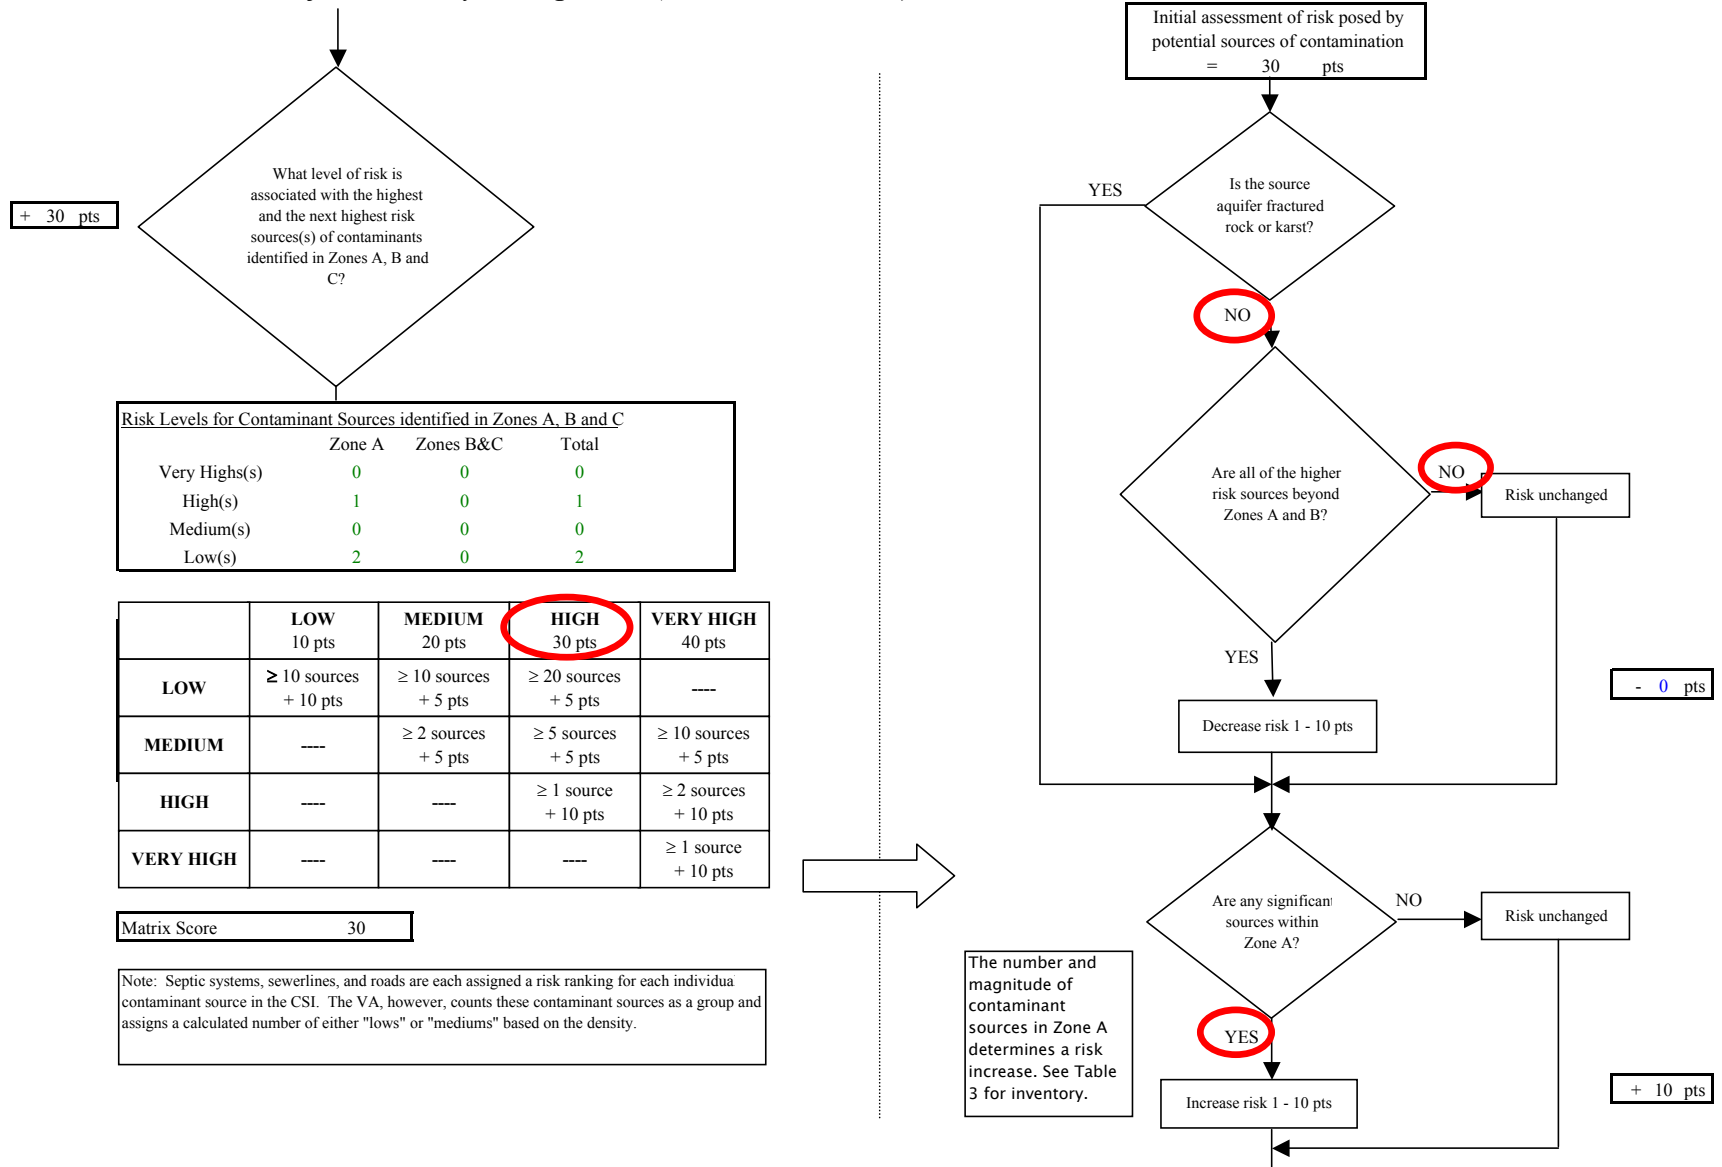 + 30 pts
What level of risk is
associated with the highest
and the next highest risk
sources(s) of contaminants
identified in Zones A, B and
C?
Risk Levels for Contaminant Sources identified in Zones A, B and C
Zone A Zones B&C Total
Very Highs(s) 0 0 0
High(s) 1 0 1
Medium(s) 0 0 0
Low(s) 2 0 2
LOW MEDIUM HIGH VERY HIGH
10 pts 20 pts 30 pts 40 pts
LOW ≥ 10 sources ≥ 10 sources ≥ 20 sources ----
+ 10 pts + 5 pts + 5 pts
MEDIUM ---- ≥ 2 sources ≥ 5 sources ≥ 10 sources
+ 5 pts + 5 pts + 5 pts
HIGH ---- ---- ≥ 1 source ≥ 2 sources
+ 10 pts + 10 pts
VERY HIGH ---- ---- ---- ≥ 1 source
+ 10 pts
Matrix Score 30
Note: Septic systems, sewerlines, and roads are each assigned a risk ranking for each individua
contaminant source in the CSI. The VA, however, counts these contaminant sources as a group and
assigns a calculated number of either "lows" or "mediums" based on the density.
Initial assessment of risk posed by
potential sources of contamination
= 30 pts
YES
Is the source
aquifer fractured
rock or karst?
NO
Are all of the higher
risk sources beyond
Zones A and B?
NO
Risk unchanged
YES
- 0 pts
Decrease risk 1 - 10 pts
Are any significant
sources within
Zone A?
NO
Risk unchanged
The number and
magnitude of
contaminant
sources in Zone A
determines a risk
increase. See Table
3 for inventory.
YES
+ 10 pts
Increase risk 1 - 10 pts